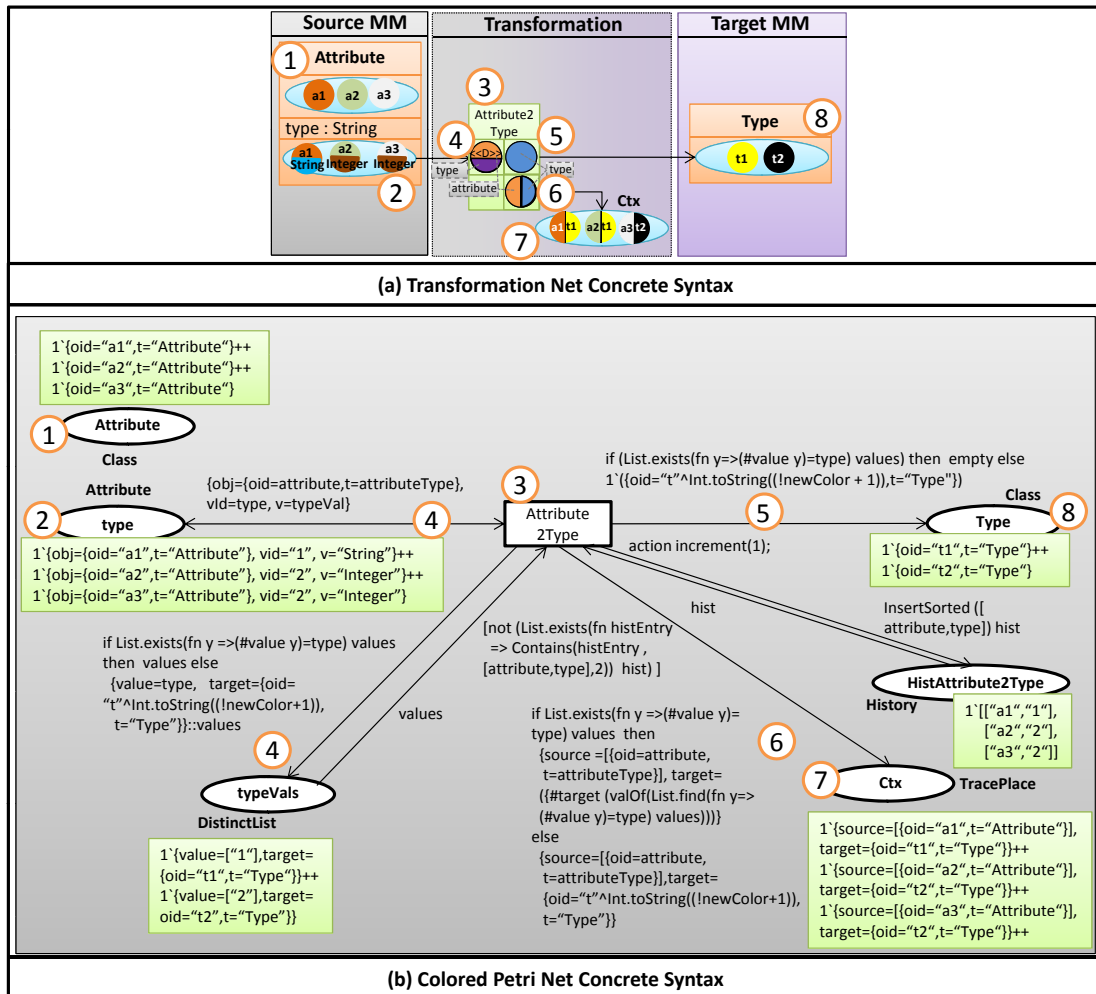 Source MM
Transformation
Target MM
1
Attribute
a1 a2 a3
type : String
a1 String
a2 Integer
a3 Integer
2
3
Attribute2
Type
4
<<D>>
5
type
type
attribute
6
Ctx
7
a1 t1 a2 t1 a3 t2
Type
8
t1 t2
(a) Transformation Net Concrete Syntax
1`{oid=“a1“,t=“Attribute“}++
1`{oid=“a2“,t=“Attribute“}++
1`{oid=“a3“,t=“Attribute“}
1
Attribute
Class
Attribute
2
type
1`{obj={oid=“a1”,t=“Attribute”}, vid=“1”, v=“String”}++
1`{obj={oid=“a2”,t=“Attribute”}, vid=“2”, v=“Integer”}++
1`{obj={oid=“a3”,t=“Attribute”}, vid=“2”, v=“Integer”}
{obj={oid=attribute,t=attributeType},
vId=type, v=typeVal}
4
3
Attribute
2Type
if (List.exists(fn y=>(#value y)=type) values) then empty else
1`({oid=“t”^Int.toString((!newColor + 1)),t=“Type"})
5
action increment(1);
Class
Type
8
1`{oid=“t1”,t=“Type”}++
1`{oid=“t2”,t=“Type”}
if List.exists(fn y =>(#value y)=type) values
then values else
{value=type, target={oid=
“t”^Int.toString((!newColor+1)),
t=“Type”}}::values
values
4
typeVals
DistinctList
1`{value=[“1“],target=
{oid=“t1“,t=“Type“}}++
1`{value=[“2”],target=
oid=“t2”,t=“Type”}}
[not (List.exists(fn histEntry
=> Contains(histEntry ,
[attribute,type],2)) hist) ]
hist
InsertSorted ([
attribute,type]) hist
HistAttribute2Type
History
1`[[“a1“,“1“],
[“a2”,“2“],
[“a3”,“2“]]
if List.exists(fn y =>(#value y)=
type) values then
{source =[{oid=attribute,
t=attributeType}], target=
({#target (valOf(List.find(fn y=>
(#value y)=type) values)))}
else
{source=[{oid=attribute,
t=attributeType}],target=
{oid=“t”^Int.toString((!newColor+1)),
t=“Type”}}
6
7
Ctx
TracePlace
1`{source=[{oid=“a1“,t=“Attribute“}],
target={oid=“t1“,t=“Type“}}++
1`{source=[{oid=“a2“,t=“Attribute“}],
target={oid=“t2“,t=“Type“}}++
1`{source=[{oid=“a3“,t=“Attribute“}],
target={oid=“t2“,t=“Type“}}++
(b) Colored Petri Net Concrete Syntax